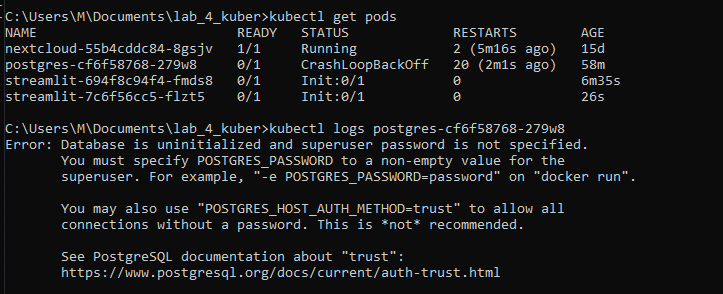 C:\Users\M\Documents\lab_4_kuber>kubectl get pods
NAME                        READY   STATUS             RESTARTS        AGE
nextcloud-55b4cddc84-8gsjv   1/1     Running            2 (5m16s ago)   15d
postgres-cf6f58768-279w8     0/1     CrashLoopBackOff   20 (2m1s ago)   58m
streamlit-694f8c94f4-fmds8   0/1     Init:0/1           0               6m35s
streamlit-7c6f56cc5-flzt5    0/1     Init:0/1           0               26s
C:\Users\M\Documents\lab_4_kuber>kubectl logs postgres-cf6f58768-279w8
Error: Database is uninitialized and superuser password is not specified.
       You must specify POSTGRES_PASSWORD to a non-empty value for the
       superuser. For example, "-e POSTGRES_PASSWORD=password" on "docker run".
       You may also use "POSTGRES_HOST_AUTH_METHOD=trust" to allow all
       connections without a password. This is *not* recommended.
       See PostgreSQL documentation about "trust":
       https://www.postgresql.org/docs/current/auth-trust.html